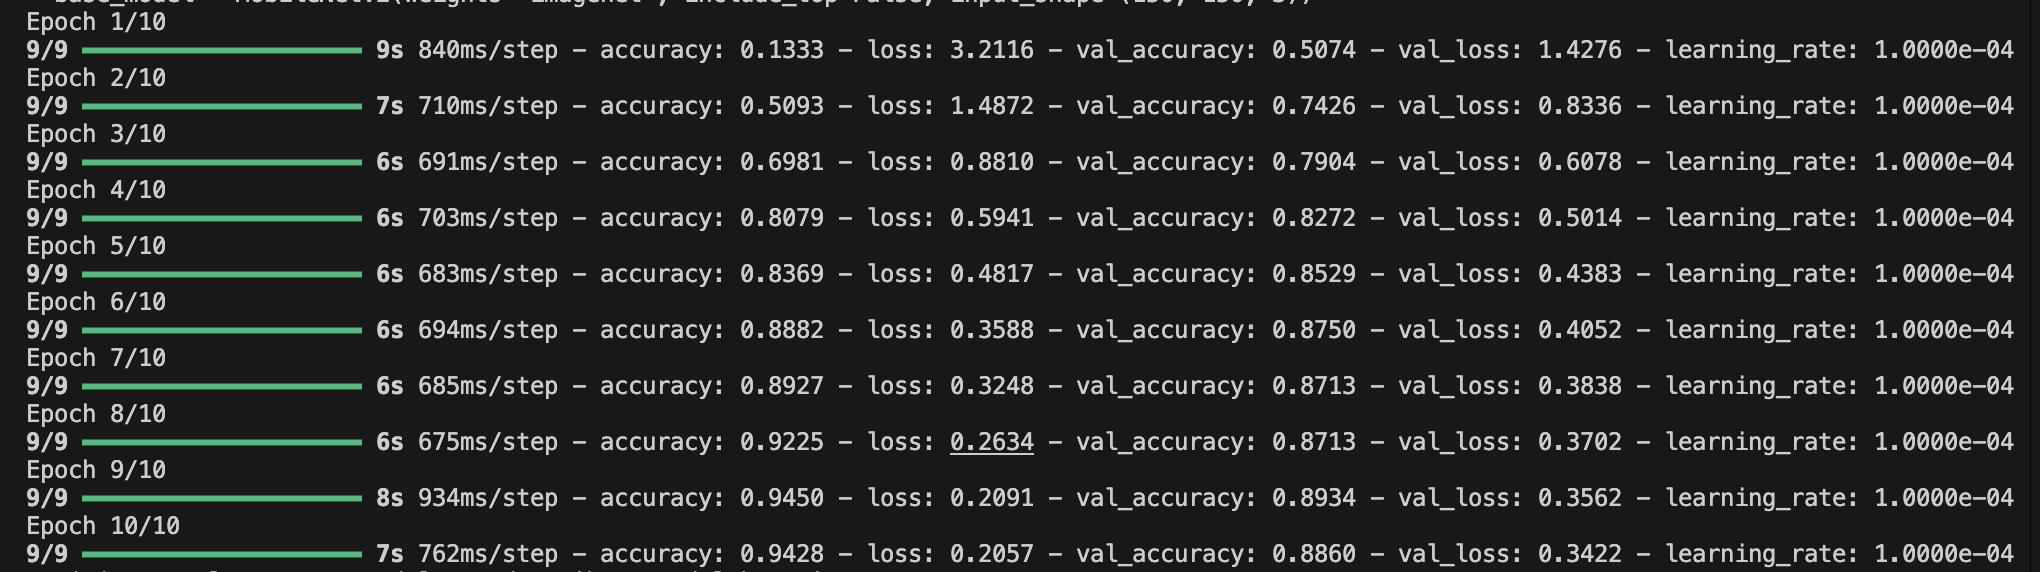 base_model = MobileNetV2(weights='imagenet', include_top=False, input_shape=(150, 150, 3))
Epoch 1/10
9/9 9s 840ms/step - accuracy: 0.1333 - loss: 3.2116 - val_accuracy: 0.5074 - val_loss: 1.4276 - learning_rate: 1.0000e-04
Epoch 2/10
9/9 7s 710ms/step - accuracy: 0.5093 - loss: 1.4872 - val_accuracy: 0.7426 - val_loss: 0.8336 - learning_rate: 1.0000e-04
Epoch 3/10
9/9 6s 691ms/step - accuracy: 0.6981 - loss: 0.8810 - val_accuracy: 0.7904 - val_loss: 0.6078 - learning_rate: 1.0000e-04
Epoch 4/10
9/9 6s 703ms/step - accuracy: 0.8079 - loss: 0.5941 - val_accuracy: 0.8272 - val_loss: 0.5014 - learning_rate: 1.0000e-04
Epoch 5/10
9/9 6s 683ms/step - accuracy: 0.8369 - loss: 0.4817 - val_accuracy: 0.8529 - val_loss: 0.4383 - learning_rate: 1.0000e-04
Epoch 6/10
9/9 6s 694ms/step - accuracy: 0.8882 - loss: 0.3588 - val_accuracy: 0.8750 - val_loss: 0.4052 - learning_rate: 1.0000e-04
Epoch 7/10
9/9 6s 685ms/step - accuracy: 0.8927 - loss: 0.3248 - val_accuracy: 0.8713 - val_loss: 0.3838 - learning_rate: 1.0000e-04
Epoch 8/10
9/9 6s 675ms/step - accuracy: 0.9225 - loss: 0.2634 - val_accuracy: 0.8713 - val_loss: 0.3702 - learning_rate: 1.0000e-04
Epoch 9/10
9/9 8s 934ms/step - accuracy: 0.9450 - loss: 0.2091 - val_accuracy: 0.8934 - val_loss: 0.3562 - learning_rate: 1.0000e-04
Epoch 10/10
9/9 7s 762ms/step - accuracy: 0.9428 - loss: 0.2057 - val_accuracy: 0.8860 - val_loss: 0.3422 - learning_rate: 1.0000e-04